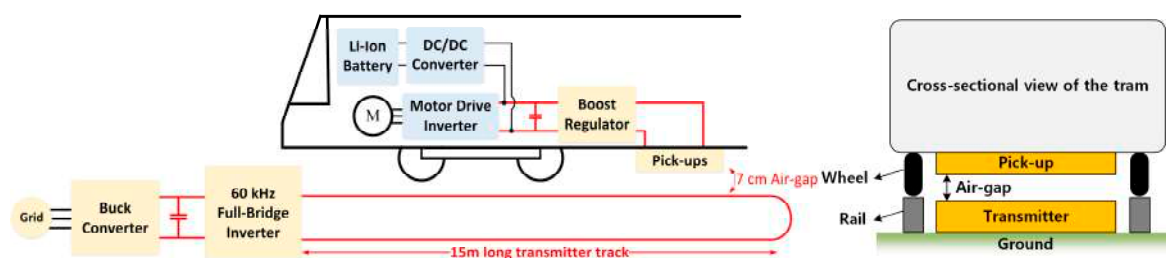 Li-Ion
Battery
DC/DC
Converter
M
Motor Drive
Inverter
Boost
Regulator
Pick-ups
7 cm Air-gap
Grid
Buck
Converter
60 kHz
Full-Bridge
Inverter
15m long transmitter track
Cross-sectional view of the tram
Pick-up
Wheel
Air-gap
Rail
Transmitter
Ground